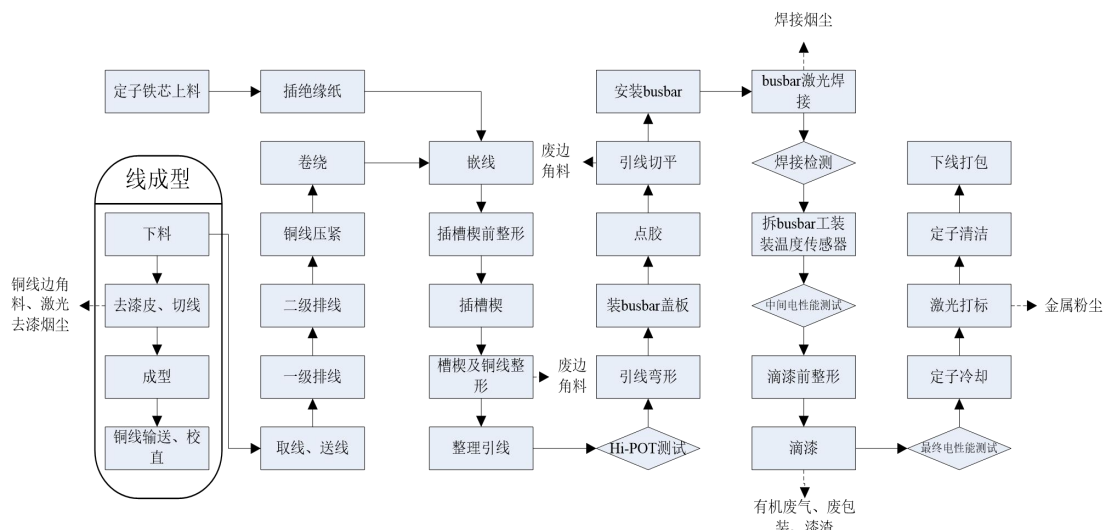 焊接烟尘
定子铁芯上料
插绝缘纸
安装busbar
busbar激光焊
接
线成型
卷绕
嵌线
废边
角料
引线切平
焊接检测
下线打包
下料
铜线压紧
插槽楔前整形
点胶
拆busbar工装
装温度传感器
定子清洁
铜线边角
料、激光
去漆烟尘
去漆皮、切线
二级排线
插槽楔
装busbar盖板
中间电性能测试
激光打标
金属粉尘
成型
一级排线
槽楔及铜线整
形
废边
角料
引线弯形
滴漆前整形
定子冷却
铜线输送、校
直
取线、送线
整理引线
Hi-POT测试
滴漆
最终电性能测试
有机废气、废包
装、漆渣